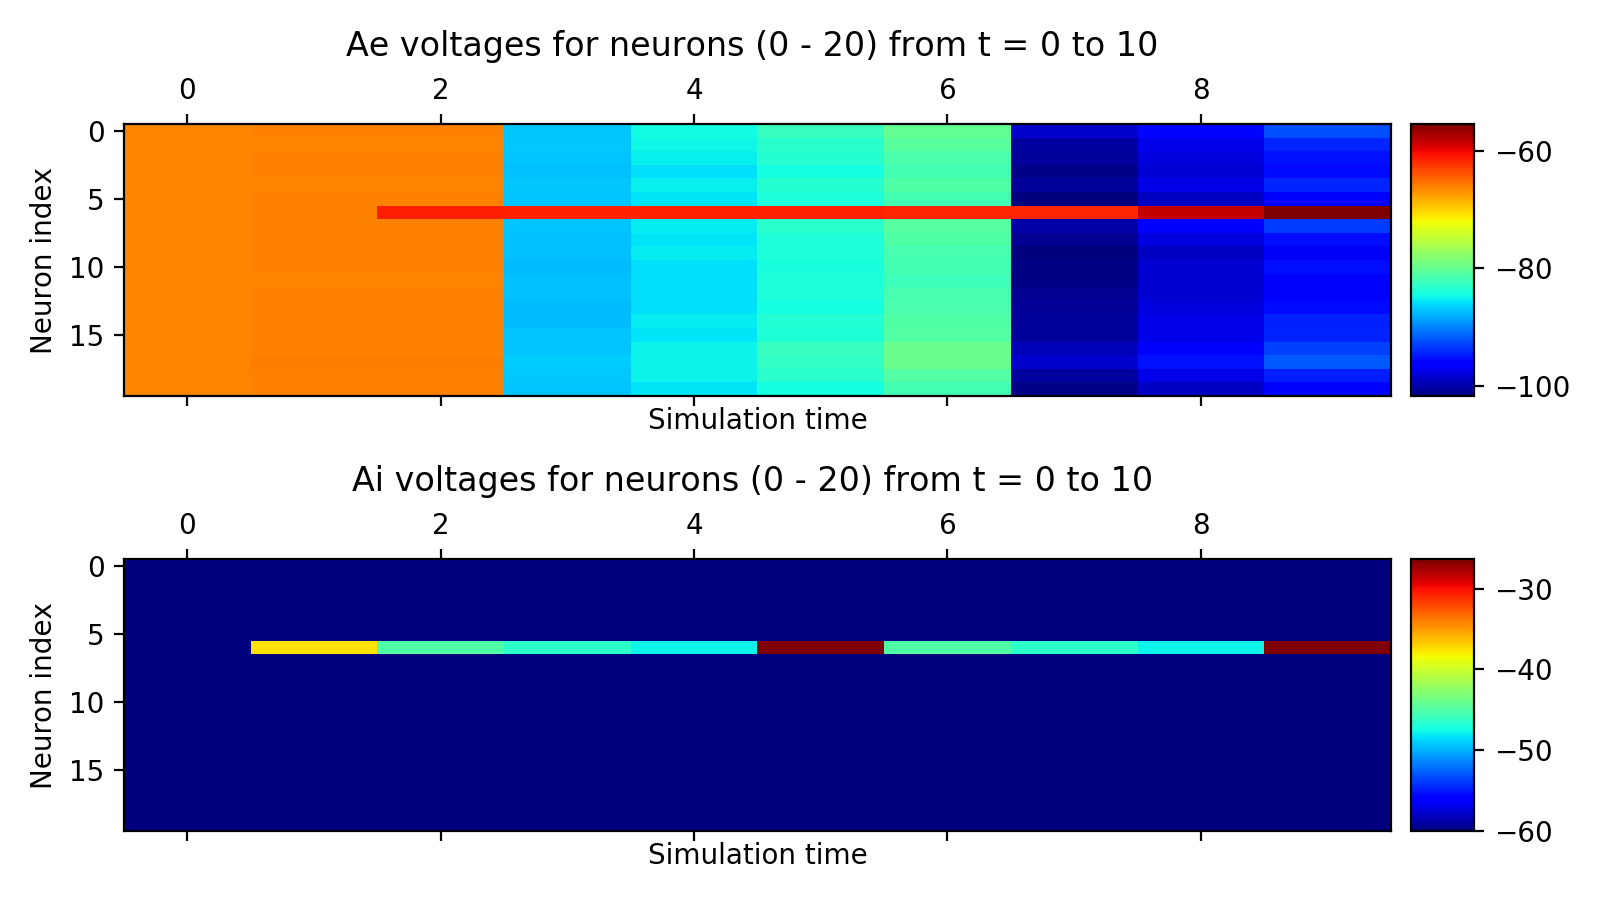 Ae voltages for neurons (0 - 20) from t = 0 to 10
0 2 4 6 8
Neuron index
0
5
10
15
Simulation time
−60
−80
−100
Ai voltages for neurons (0 - 20) from t = 0 to 10
0 2 4 6 8
Neuron index
0
5
10
15
Simulation time
−30
−40
−50
−60